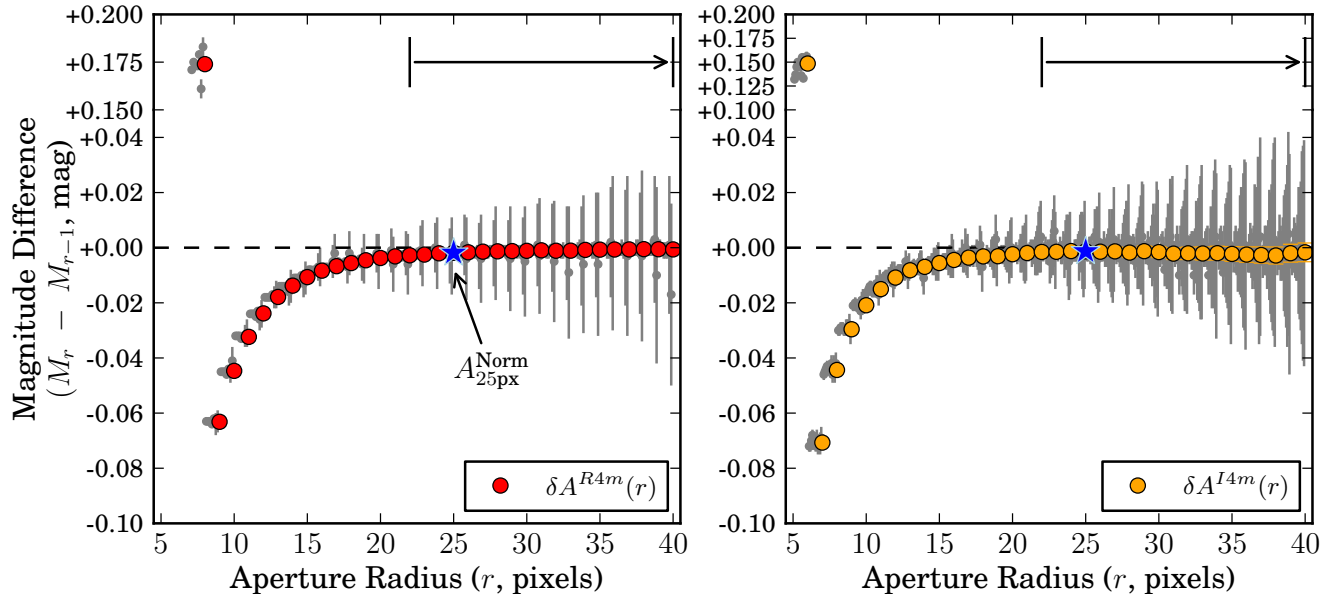 Magnitude Difference
(M_r − M_{r−1}, mag)
+0.200
+0.175
+0.150
+0.04
+0.02
+0.00
-0.02
-0.04
-0.06
-0.08
-0.10
A^{Norm}_{25px}
δA^{R4m}(r)
5 10 15 20 25 30 35 40
Aperture Radius (r, pixels)
+0.200
+0.175
+0.150
+0.125
+0.100
+0.04
+0.02
+0.00
-0.02
-0.04
-0.06
-0.08
-0.10
δA^{I4m}(r)
5 10 15 20 25 30 35 40
Aperture Radius (r, pixels)